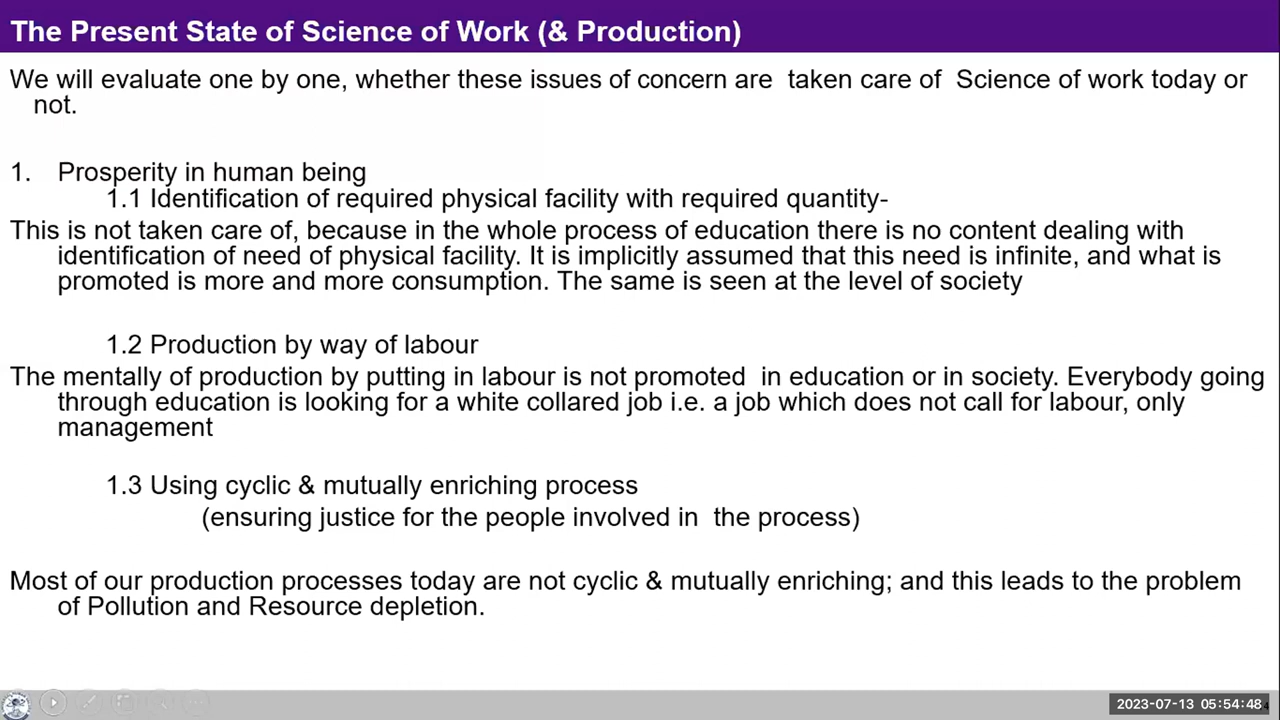 The Present State of Science of Work (& Production)
We will evaluate one by one, whether these issues of concern are taken care of Science of work today or
not.
1. Prosperity in human being
1.1 Identification of required physical facility with required quantity-
This is not taken care of, because in the whole process of education there is no content dealing with
identification of need of physical facility. It is implicitly assumed that this need is infinite, and what is
promoted is more and more consumption. The same is seen at the level of society
1.2 Production by way of labour
The mentally of production by putting in labour is not promoted in education or in society. Everybody going
through education is looking for a white collared job i.e. a job which does not call for labour, only
management
1.3 Using cyclic & mutually enriching process
(ensuring justice for the people involved in the process)
Most of our production processes today are not cyclic & mutually enriching; and this leads to the problem
of Pollution and Resource depletion.
2023-07-13 05:54:48